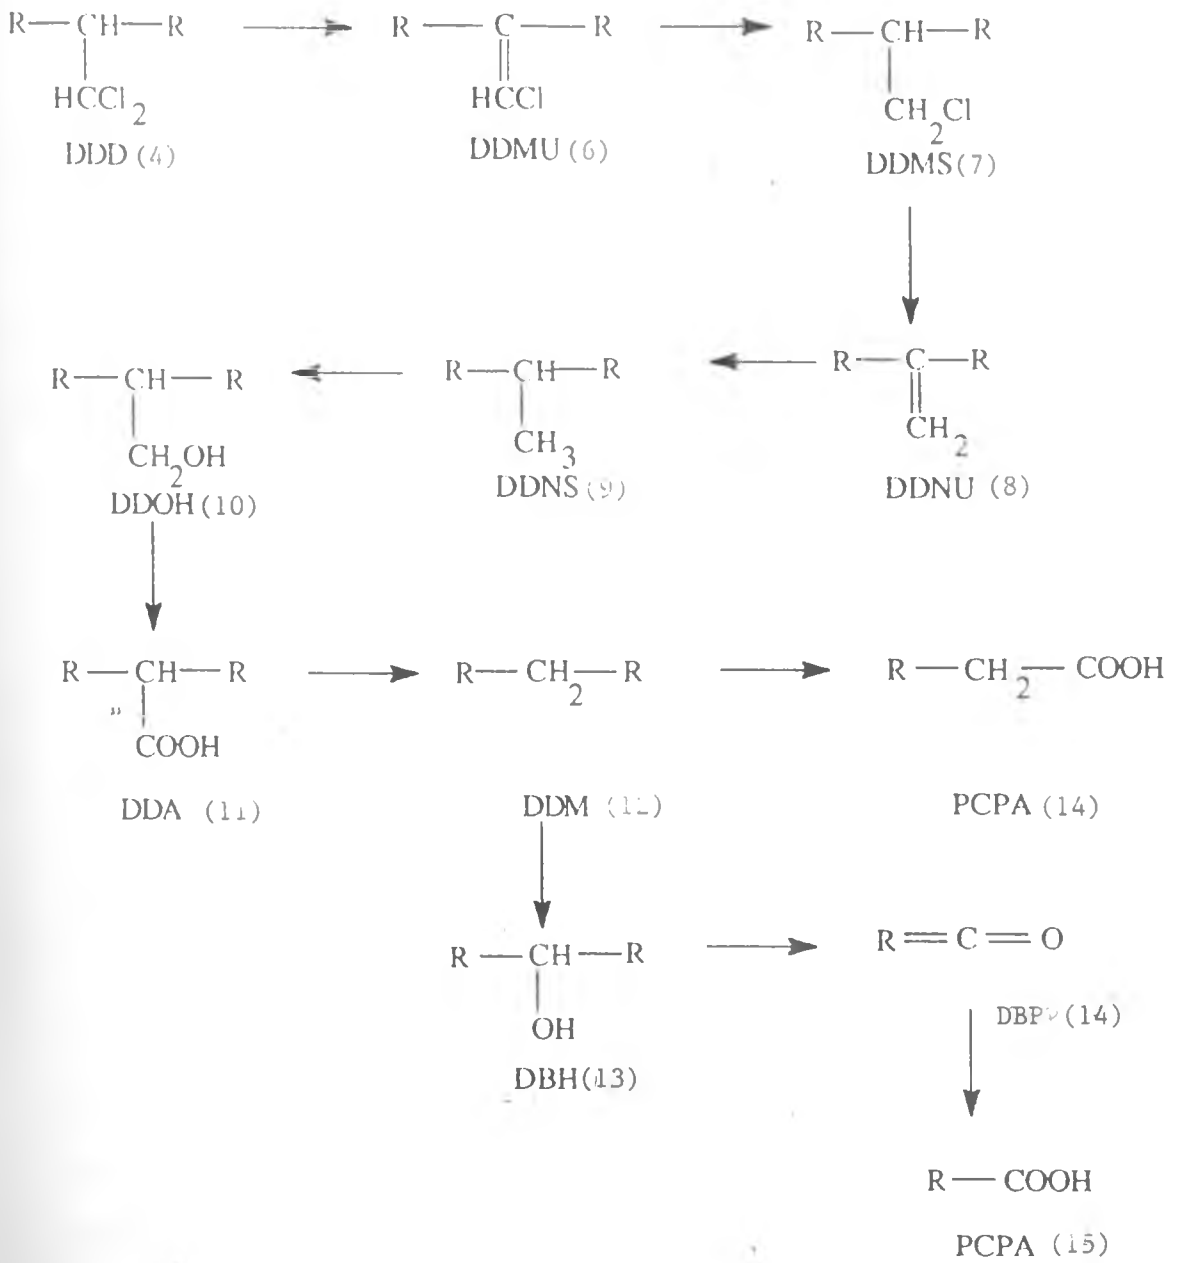 R—CH—R → R—C—R → R—CH—R
HCCl2 HCCl CH2Cl
DDD (4) DDMU (6) DDMS (7)
R—CH—R ← R—CH—R ← R—C—R
CH2OH CH3 CH2
DDOH (10) DDNS (9) DDNU (8)
R—CH—R → R—CH2—R → R—CH2—COOH
COOH
DDA (11) DDM PCPA (14)
R—CH—R → R=C=O
OH
DBH (13) (14)
R—COOH
PCPA (15)